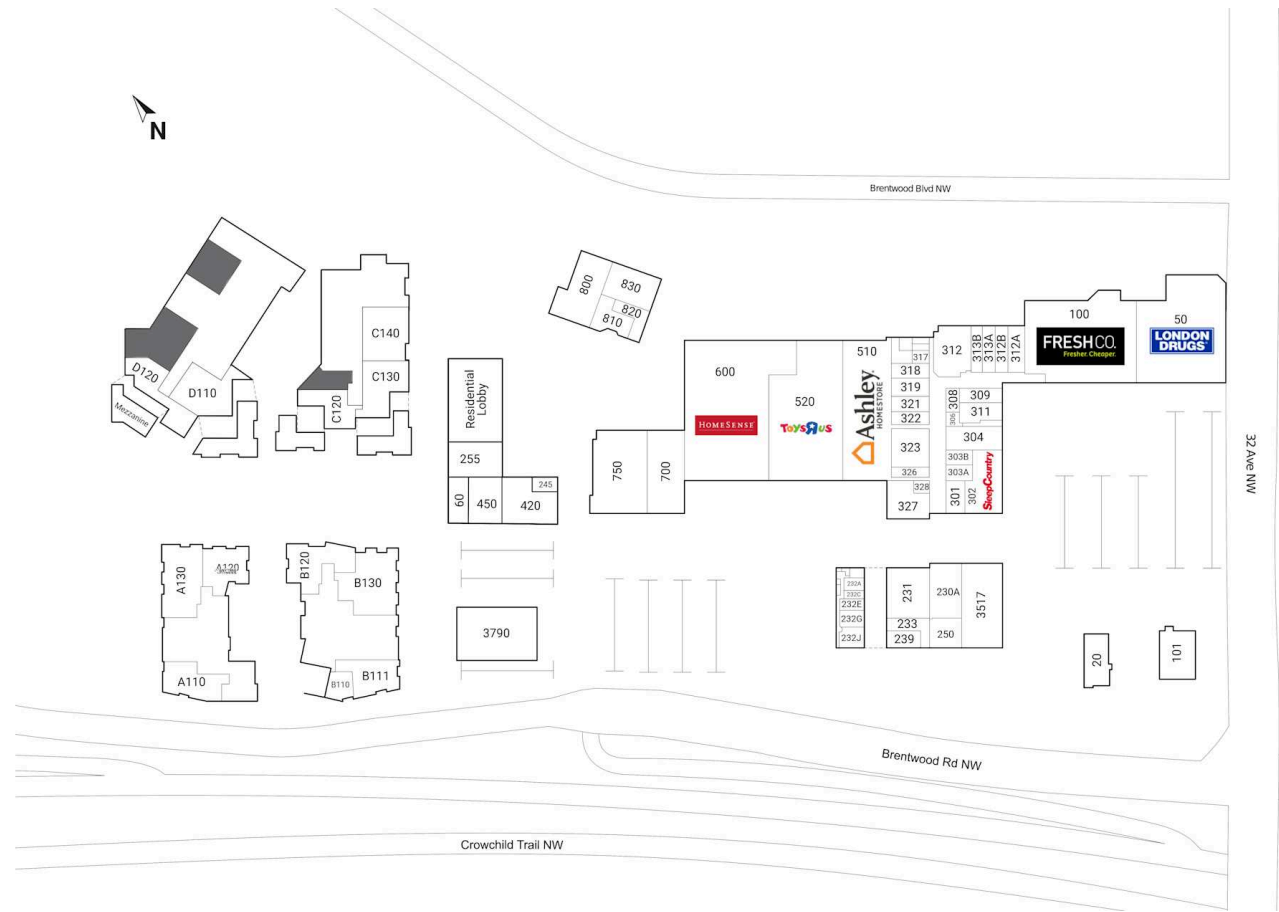 N
Brentwood Blvd NW
800
830
820
810
100
FRESHCO.
Fresher. Cheaper.
50
LONDON
DRUGS
C140
C130
C120
D120
D110
Mezzanine
Residential
Lobby
255
245
60
450
420
600
HOMESENSE
520
TOYSRUS
510
Ashley
HOMESTORE
317
318
319
321
322
323
326
328
327
312
313B
313A
312B
312A
308
309
306
311
304
303B
303A
301
302
SleepCountry
750
700
32 Ave NW
A130
A120
A110
B120
B130
B110
B111
3790
232A
232C
232E
232G
232J
231
233
239
230A
250
3517
20
101
Brentwood Rd NW
Crowchild Trail NW